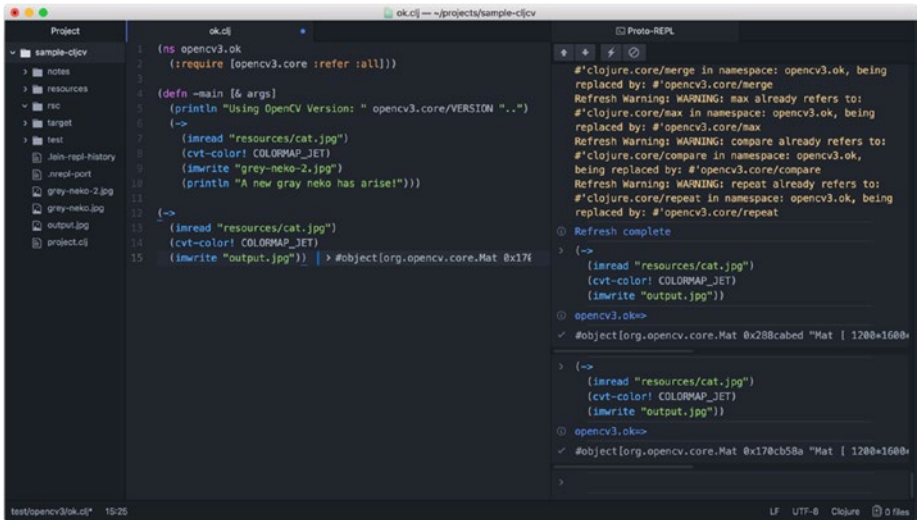 ok.clj — ~/projects/sample-cljcv
Project
sample-cljcv
notes
resources
rsc
target
test
.lein-repl-history
.nrepl-port
grey-neko-2.jpg
grey-neko.jpg
output.jpg
project.clj
ok.clj
1 (ns opencv3.ok
2 (:require [opencv3.core :refer :all]))
3
4 (defn -main [& args]
5 (println "Using OpenCV Version: " opencv3.core/VERSION "..")
6 (->
7 (imread "resources/cat.jpg")
8 (cvt-color! COLORMAP_JET)
9 (imwrite "grey-neko-2.jpg")
10 (println "A new gray neko has arise!")))
11
12 (->
13 (imread "resources/cat.jpg")
14 (cvt-color! COLORMAP_JET)
15 (imwrite "output.jpg")) > #object[org.opencv.core.Mat 0x170
Proto-REPL
#'clojure.core/merge in namespace: opencv3.ok, being
replaced by: #'opencv3.core/merge
Refresh Warning: WARNING: max already refers to:
#'clojure.core/max in namespace: opencv3.ok, being
replaced by: #'opencv3.core/max
Refresh Warning: WARNING: compare already refers to:
#'clojure.core/compare in namespace: opencv3.ok,
being replaced by: #'opencv3.core/compare
Refresh Warning: WARNING: repeat already refers to:
#'clojure.core/repeat in namespace: opencv3.ok, being
replaced by: #'opencv3.core/repeat
Refresh complete
> (->
(imread "resources/cat.jpg")
(cvt-color! COLORMAP_JET)
(imwrite "output.jpg"))
opencv3.ok=>
#object[org.opencv.core.Mat 0x288cabed "Mat [ 1200*1600*
> (->
(imread "resources/cat.jpg")
(cvt-color! COLORMAP_JET)
(imwrite "output.jpg"))
opencv3.ok=>
#object[org.opencv.core.Mat 0x170cb58a "Mat [ 1200*1600*
>
test/opencv3/ok.clj* 15:25
LF UTF-8 Clojure 0 files